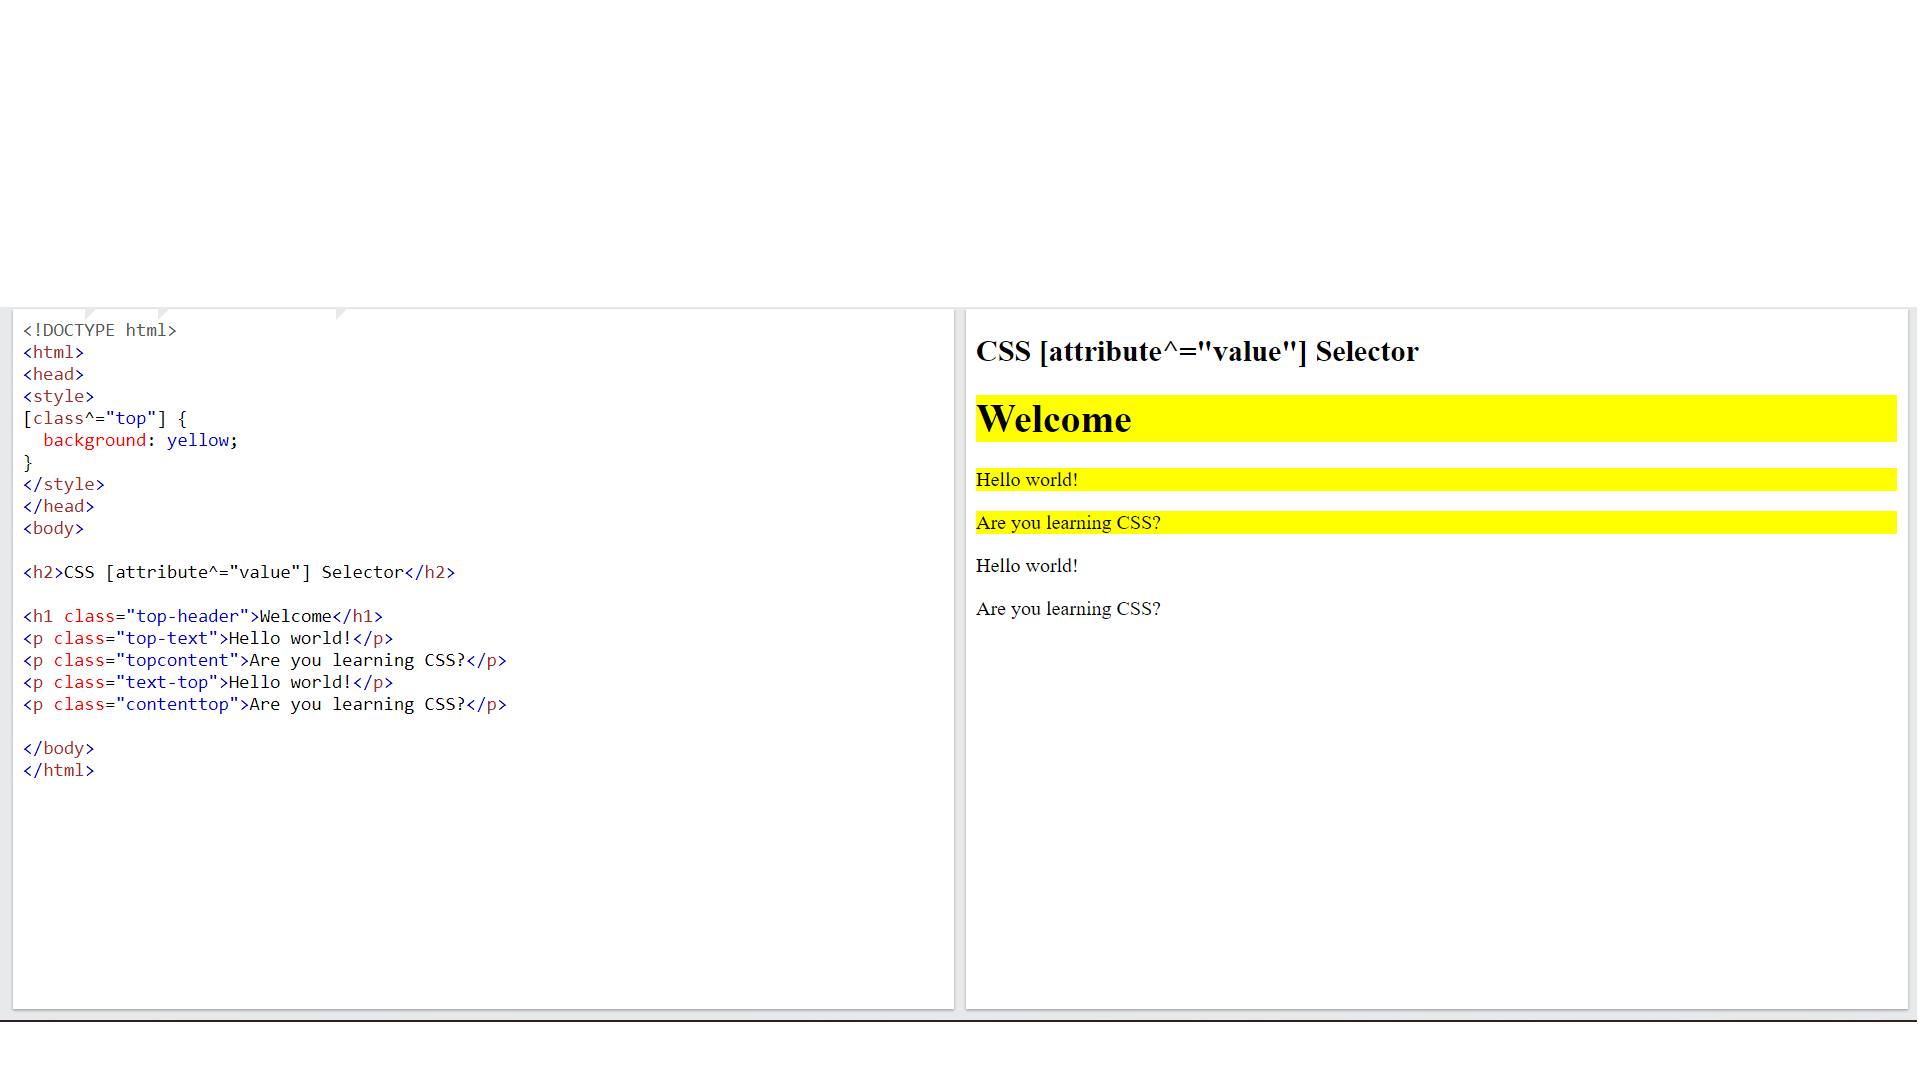 <!DOCTYPE html>
<html>
<head>
<style>
[class^="top"] {
  background: yellow;
}
</style>
</head>
<body>

<h2>CSS [attribute^="value"] Selector</h2>

<h1 class="top-header">Welcome</h1>
<p class="top-text">Hello world!</p>
<p class="topcontent">Are you learning CSS?</p>
<p class="text-top">Hello world!</p>
<p class="contenttop">Are you learning CSS?</p>

</body>
</html>
CSS [attribute^="value"] Selector
Welcome
Hello world!
Are you learning CSS?
Hello world!
Are you learning CSS?